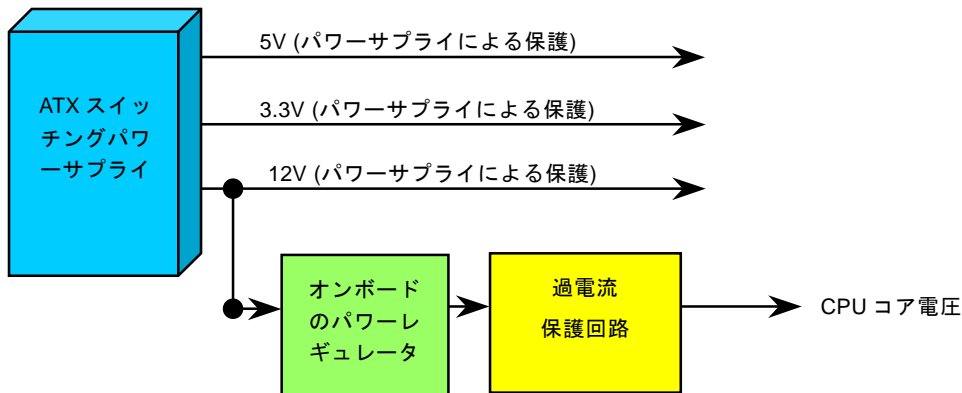 5V (パワーサプライによる保護)
ATX スイッ
チングパワ
ーサプライ
3.3V (パワーサプライによる保護)
12V (パワーサプライによる保護)
オンボード
のパワーレ
ギュレータ
過電流
保護回路
CPU コア電圧